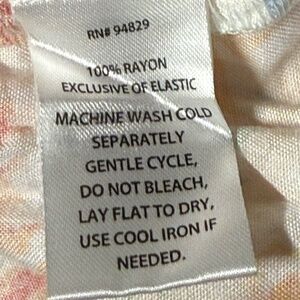 RN# 94829
100% RAYON
EXCLUSIVE OF ELASTIC
MACHINE WASH COLD
SEPARATELY
GENTLE CYCLE,
DO NOT BLEACH,
LAY FLAT TO DRY,
USE COOL IRON IF
NEEDED.